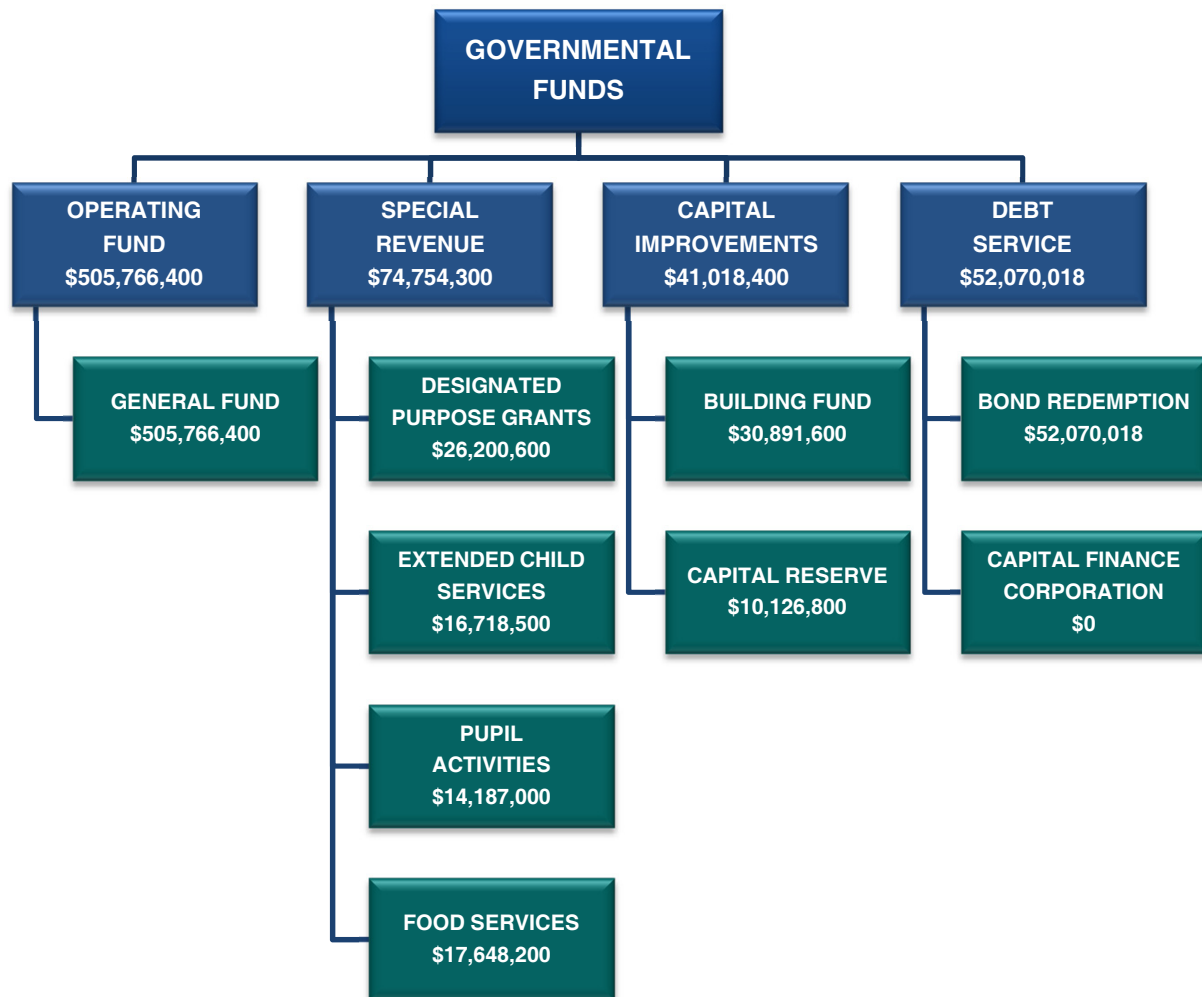 GOVERNMENTAL
FUNDS
OPERATING
FUND
$505,766,400
SPECIAL
REVENUE
$74,754,300
CAPITAL
IMPROVEMENTS
$41,018,400
DEBT
SERVICE
$52,070,018
GENERAL FUND
$505,766,400
DESIGNATED
PURPOSE GRANTS
$26,200,600
BUILDING FUND
$30,891,600
BOND REDEMPTION
$52,070,018
EXTENDED CHILD
SERVICES
$16,718,500
CAPITAL RESERVE
$10,126,800
CAPITAL FINANCE
CORPORATION
$0
PUPIL
ACTIVITIES
$14,187,000
FOOD SERVICES
$17,648,200